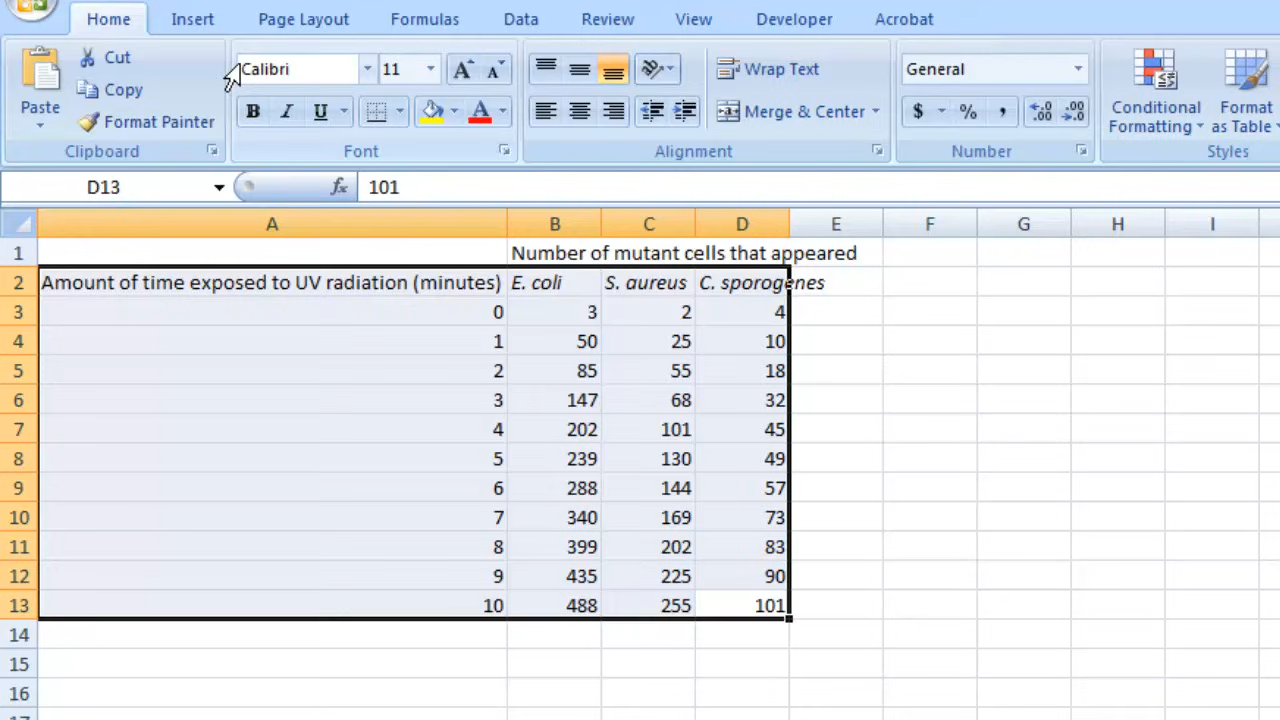 Home Insert Page Layout Formulas Data Review View Developer Acrobat
Paste
Cut
Copy
Format Painter
Clipboard
Calibri 11
B I U A
Font
Wrap Text
Merge & Center
Alignment
General
$ % , .00 .00
Number
Conditional Formatting
Format as Table
Styles
D13 fx 101
A B C D E F G H I
1 Number of mutant cells that appeared
2 Amount of time exposed to UV radiation (minutes) E. coli S. aureus C. sporogenes
3 0 3 2 4
4 1 50 25 10
5 2 85 55 18
6 3 147 68 32
7 4 202 101 45
8 5 239 130 49
9 6 288 144 57
10 7 340 169 73
11 8 399 202 83
12 9 435 225 90
13 10 488 255 101
14
15
16